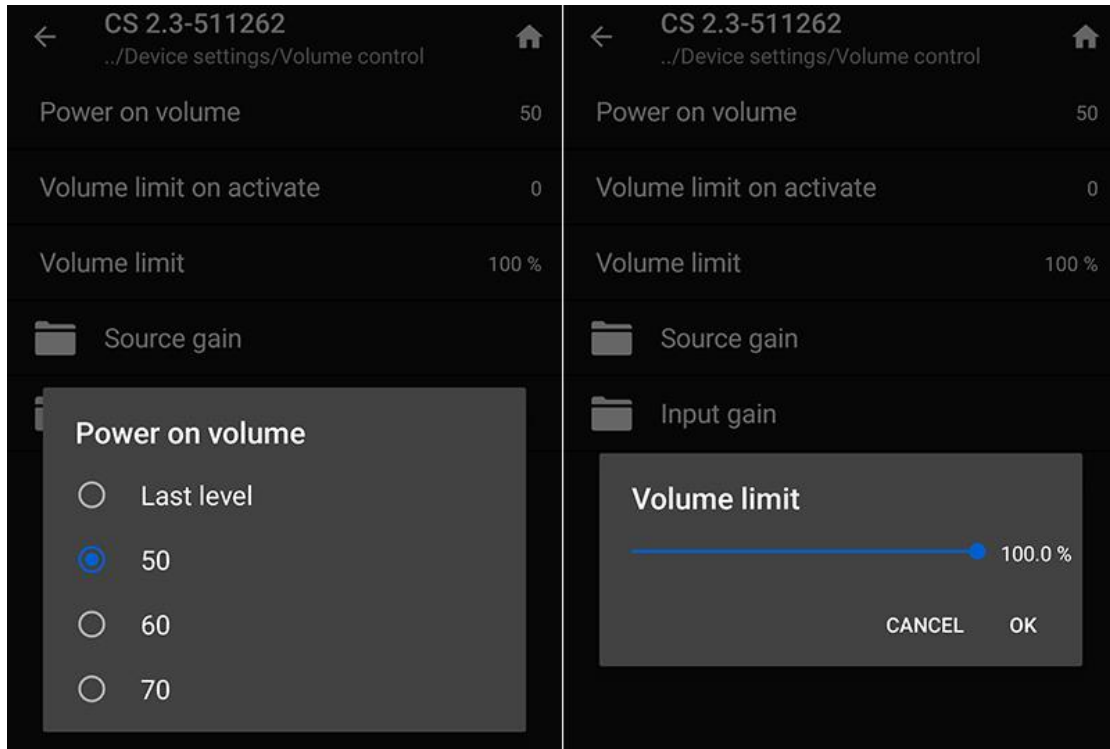 CS 2.3-511262
../Device settings/Volume control
Power on volume 50
Volume limit on activate 0
Volume limit 100 %
Source gain
Power on volume
Last level
50
60
70
CS 2.3-511262
../Device settings/Volume control
Power on volume 50
Volume limit on activate 0
Volume limit 100 %
Source gain
Input gain
Volume limit
100.0 %
CANCEL OK